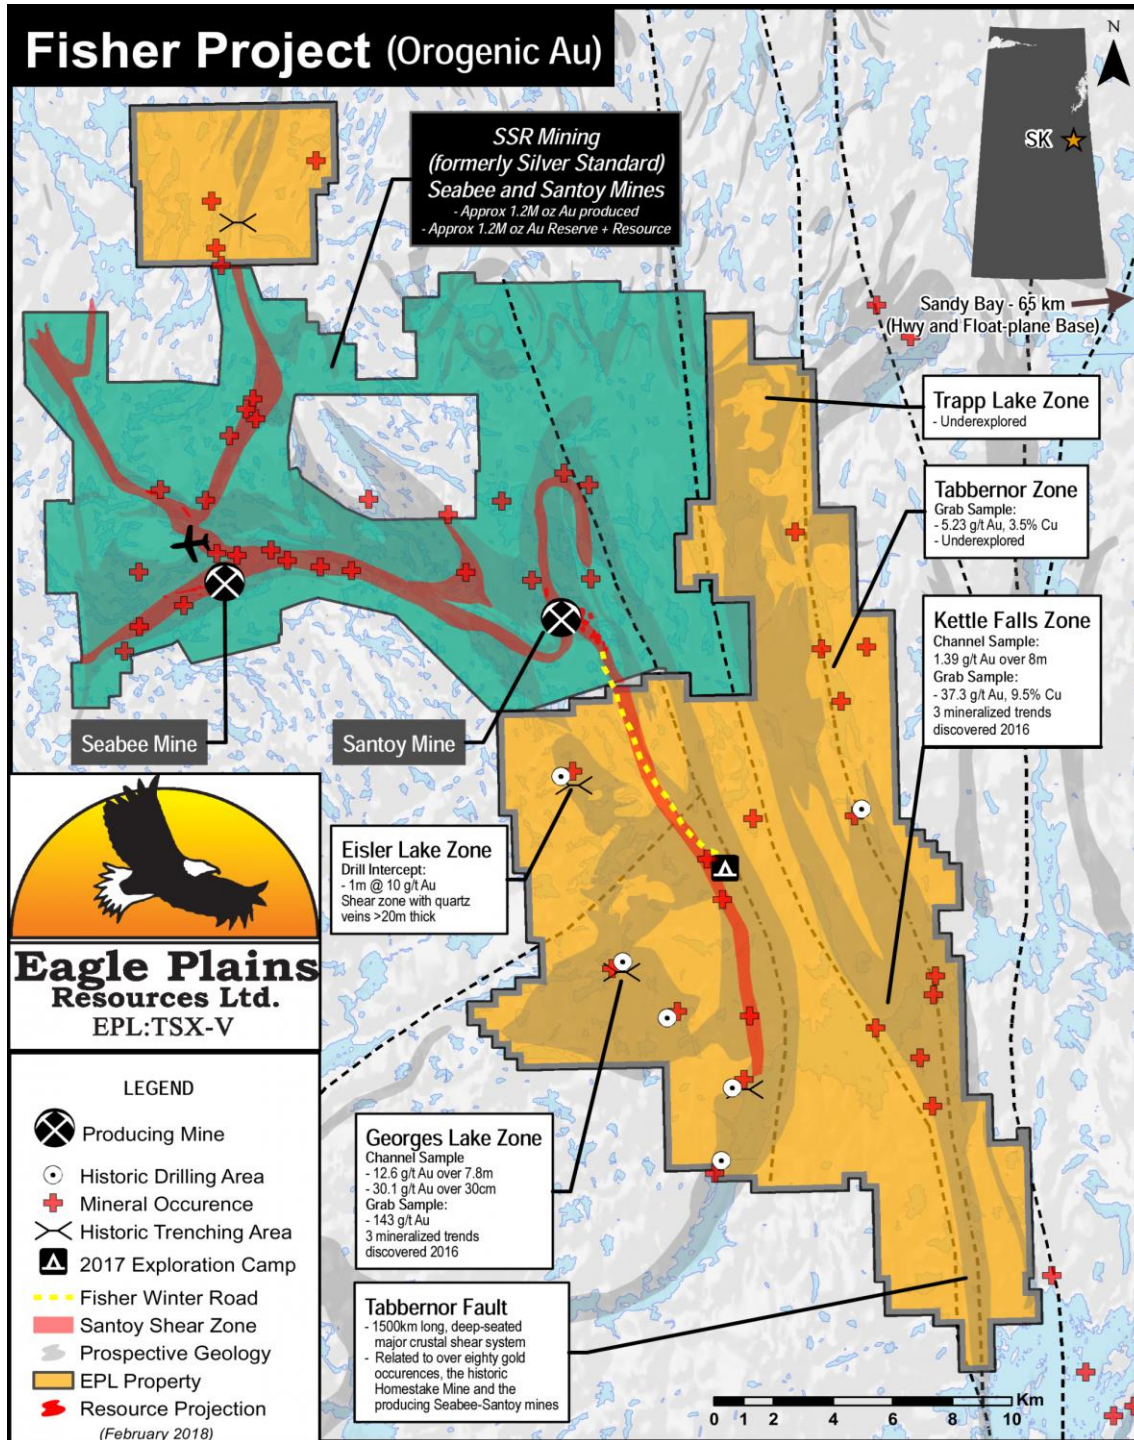 Fisher Project (Orogenic Au)
N
SK
SSR Mining
(formerly Silver Standard)
Seabee and Santoy Mines
- Approx 1.2M oz Au produced
- Approx 1.2M oz Au Reserve + Resource
Sandy Bay - 65 km
(Hwy and Float-plane Base)
Trapp Lake Zone
- Underexplored
Tabbernor Zone
Grab Sample:
- 5.23 g/t Au, 3.5% Cu
- Underexplored
Kettle Falls Zone
Channel Sample:
1.39 g/t Au over 8m
Grab Sample:
- 37.3 g/t Au, 9.5% Cu
3 mineralized trends
discovered 2016
Seabee Mine
Santoy Mine
Eisler Lake Zone
Drill Intercept:
- 1m @ 10 g/t Au
Shear zone with quartz
veins >20m thick
Eagle Plains
Resources Ltd.
EPL:TSX-V
LEGEND
Producing Mine
Historic Drilling Area
Mineral Occurence
Historic Trenching Area
2017 Exploration Camp
Fisher Winter Road
Santoy Shear Zone
Prospective Geology
EPL Property
Resource Projection
(February 2018)
Georges Lake Zone
Channel Sample
- 12.6 g/t Au over 7.8m
- 30.1 g/t Au over 30cm
Grab Sample:
- 143 g/t Au
3 mineralized trends
discovered 2016
Tabbernor Fault
- 1500km long, deep-seated
major crustal shear system
- Related to over eighty gold
occurences, the historic
Homestake Mine and the
producing Seabee-Santoy mines
Km
0 1 2 4 6 8 10